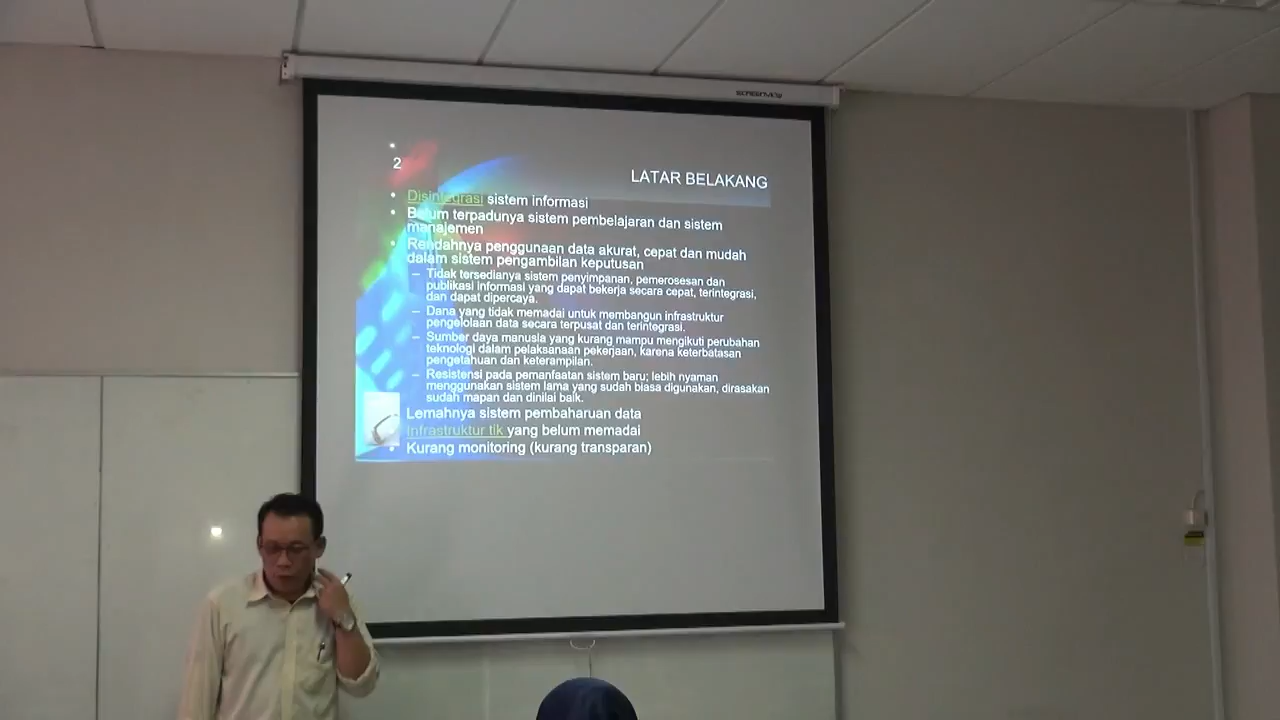 SCREENVIEW
2
LATAR BELAKANG
• Disintegrasi sistem informasi
• Belum terpadunya sistem pembelajaran dan sistem
manajemen
• Rendahnya penggunaan data akurat, cepat dan mudah
dalam sistem pengambilan keputusan
– Tidak tersedianya sistem penyimpanan, pemerosesan dan
publikasi informasi yang dapat bekerja secara cepat, terintegrasi,
dan dapat dipercaya.
– Dana yang tidak memadai untuk membangun infrastruktur
pengelolaan data secara terpusat dan terintegrasi.
– Sumber daya manusia yang kurang mampu mengikuti perubahan
teknologi dalam pelaksanaan pekerjaan, karena keterbatasan
pengetahuan dan keterampilan.
– Resistensi pada pemanfaatan sistem baru; lebih nyaman
menggunakan sistem lama yang sudah biasa digunakan, dirasakan
sudah mapan dan dinilai baik.
Lemahnya sistem pembaharuan data
Infrastruktur tik yang belum memadai
• Kurang monitoring (kurang transparan)